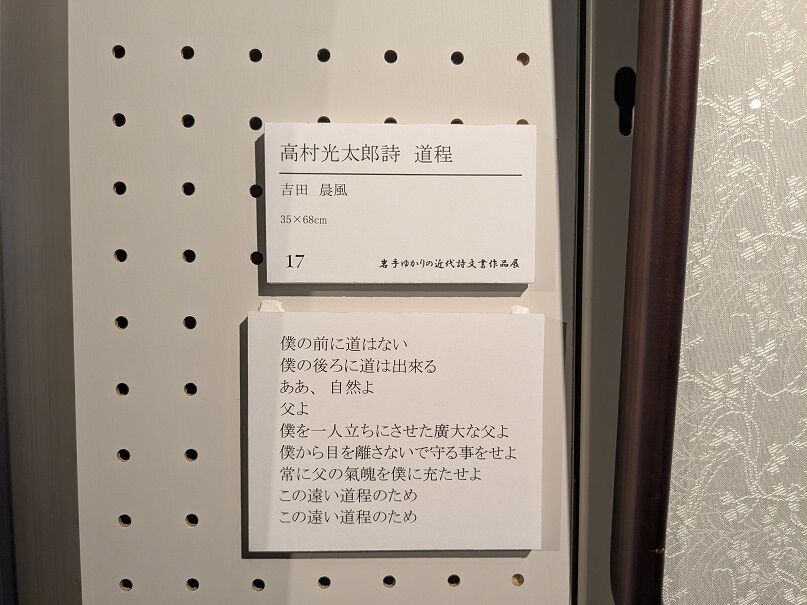 高村光太郎詩　道程
吉田　晨風
35×68cm
17
岩手ゆかりの近代詩文書作品展
僕の前に道はない
僕の後ろに道は出來る
ああ、自然よ
父よ
僕を一人立ちにさせた廣大な父よ
僕から目を離さないで守る事をせよ
常に父の氣魄を僕に充たせよ
この遠い道程のため
この遠い道程のため